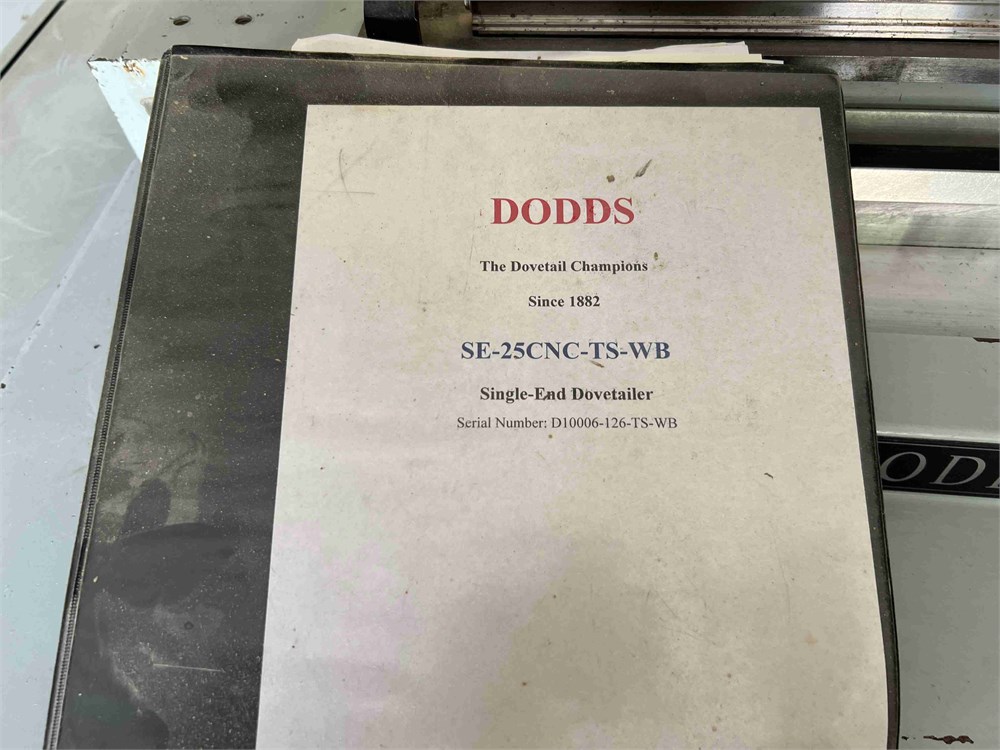 DODDS
The Dovetail Champions
Since 1882
SE-25CNC-TS-WB
Single-End Dovetailer
Serial Number: D10006-126-TS-WB